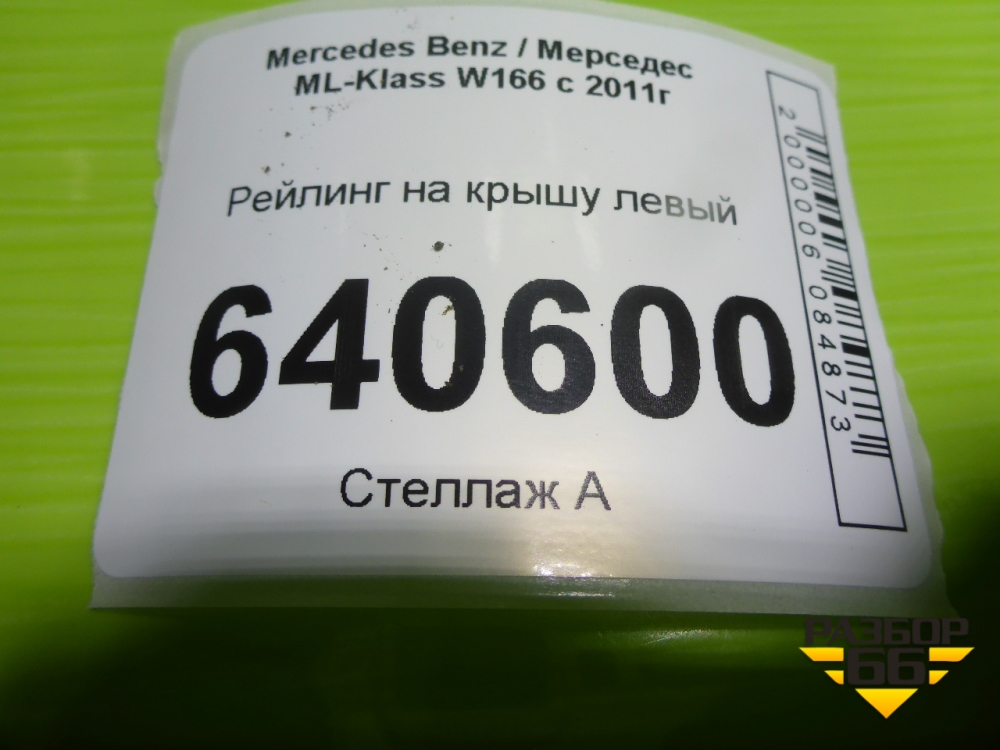 Mercedes Benz / Мерседес
ML-Klass W166 с 2011г
Рейлинг на крышу левый
640600
Стеллаж А
2000006084873
РАЗБОР
66